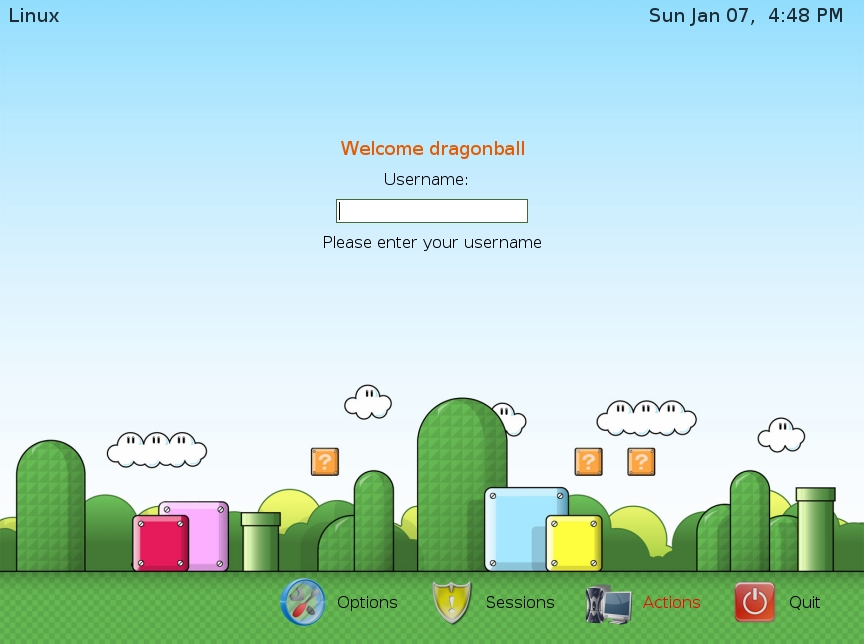 Linux
Sun Jan 07, 4:48 PM
Welcome dragonball
Username:
Please enter your username
? ? ?
Options Sessions Actions Quit